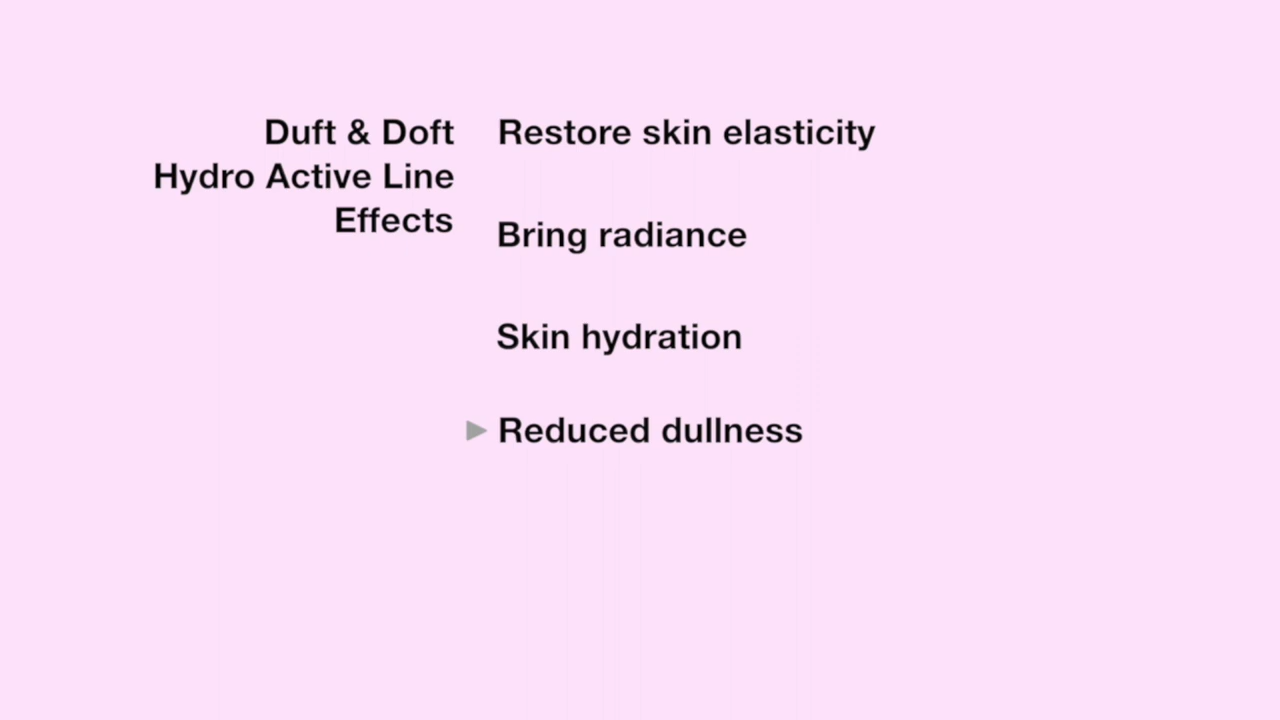 Duft & Doft
Hydro Active Line
Effects
Restore skin elasticity
Bring radiance
Skin hydration
Reduced dullness